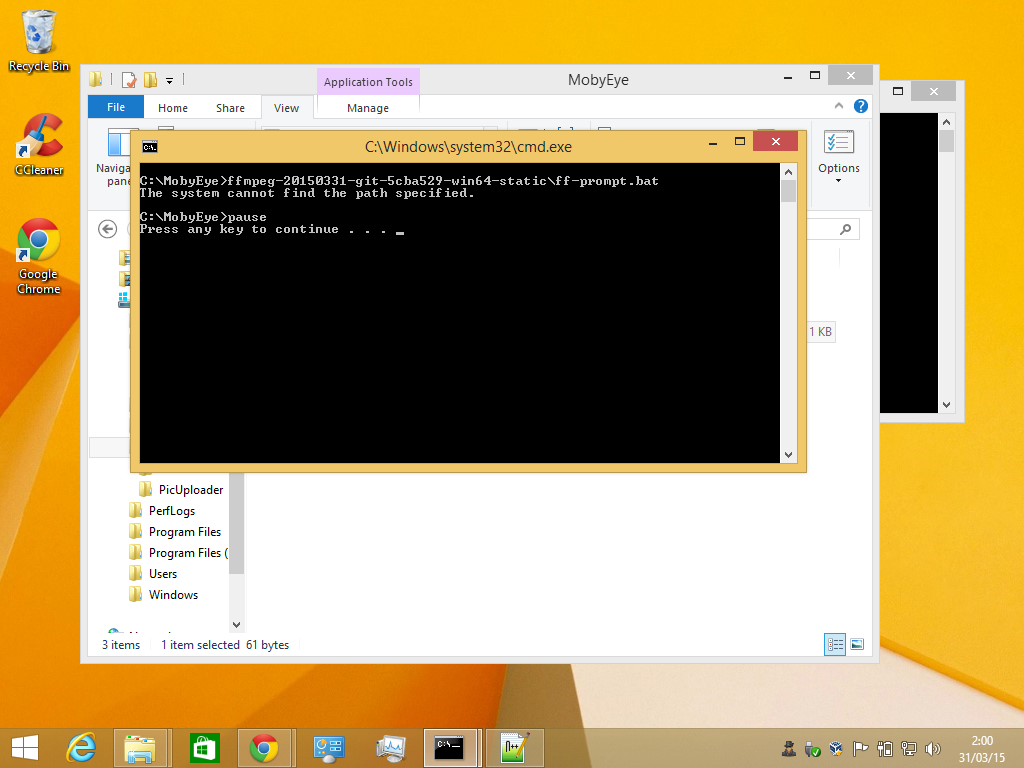 Recycle Bin
CCleaner
Google
Chrome
Application Tools
MobyEye
File
Home
Share
View
Manage
Options
C:\Windows\system32\cmd.exe
C:\MobyEye>ffmpeg-20150331-git-5cba529-win64-static\ff-prompt.bat
The system cannot find the path specified.
C:\MobyEye>pause
Press any key to continue . . . _
1 KB
PicUploader
PerfLogs
Program Files
Program Files (
Users
Windows
3 items
1 item selected 61 bytes
2:00
31/03/15